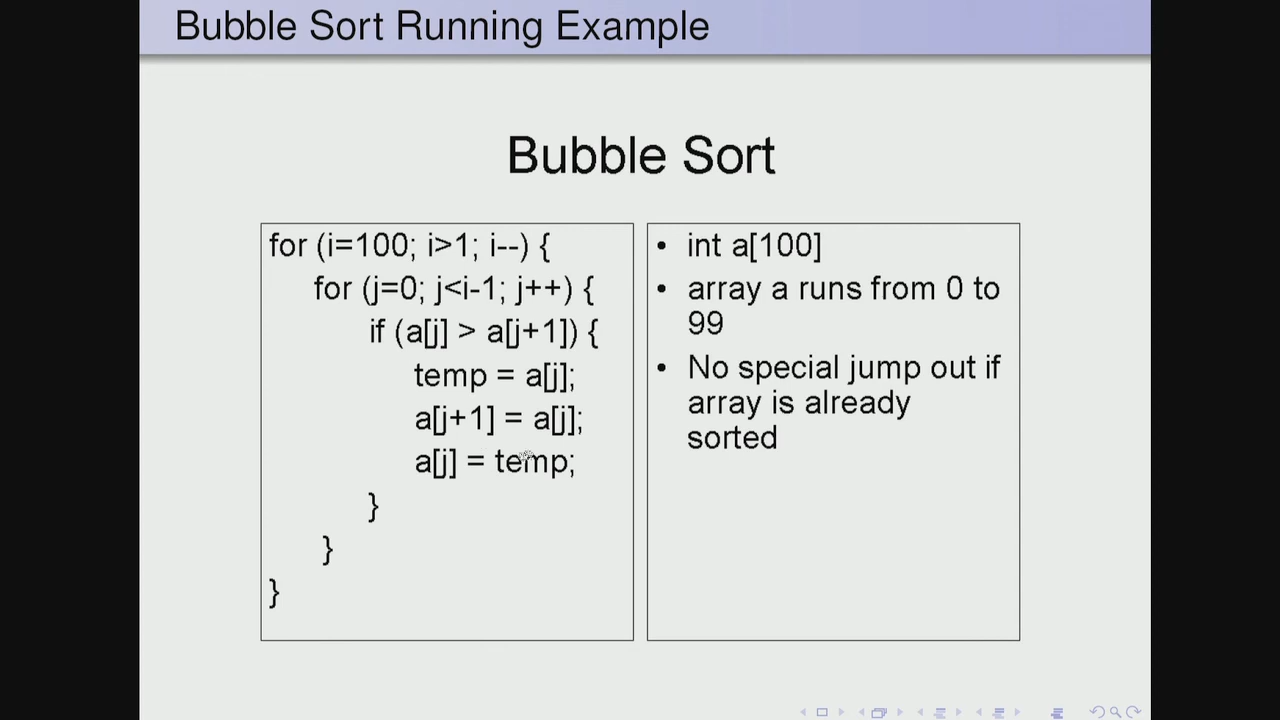 Bubble Sort Running Example
Bubble Sort
for (i=100; i>1; i--) {
for (j=0; j<i-1; j++) {
if (a[j] > a[j+1]) {
temp = a[j];
a[j+1] = a[j];
a[j] = temp;
}
}
}
• int a[100]
• array a runs from 0 to
99
• No special jump out if
array is already
sorted